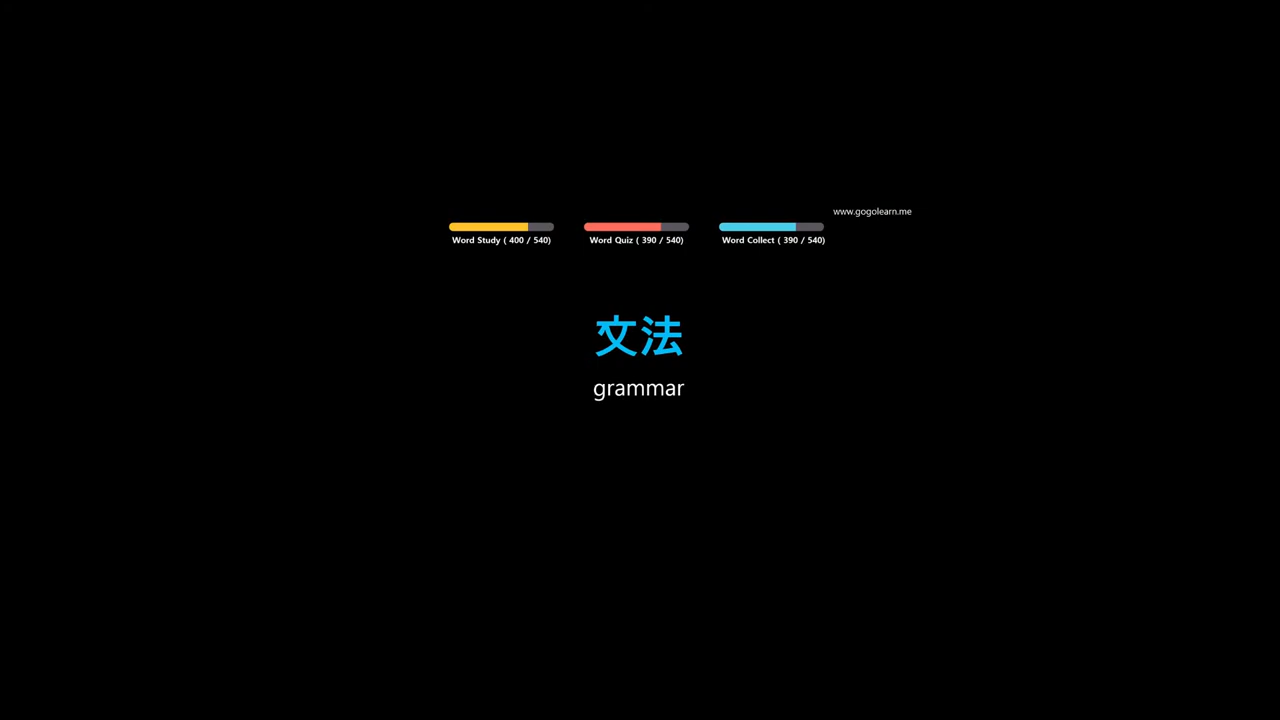 www.gogolearn.me
Word Study ( 400 / 540)
Word Quiz ( 390 / 540)
Word Collect ( 390 / 540)
文法
grammar